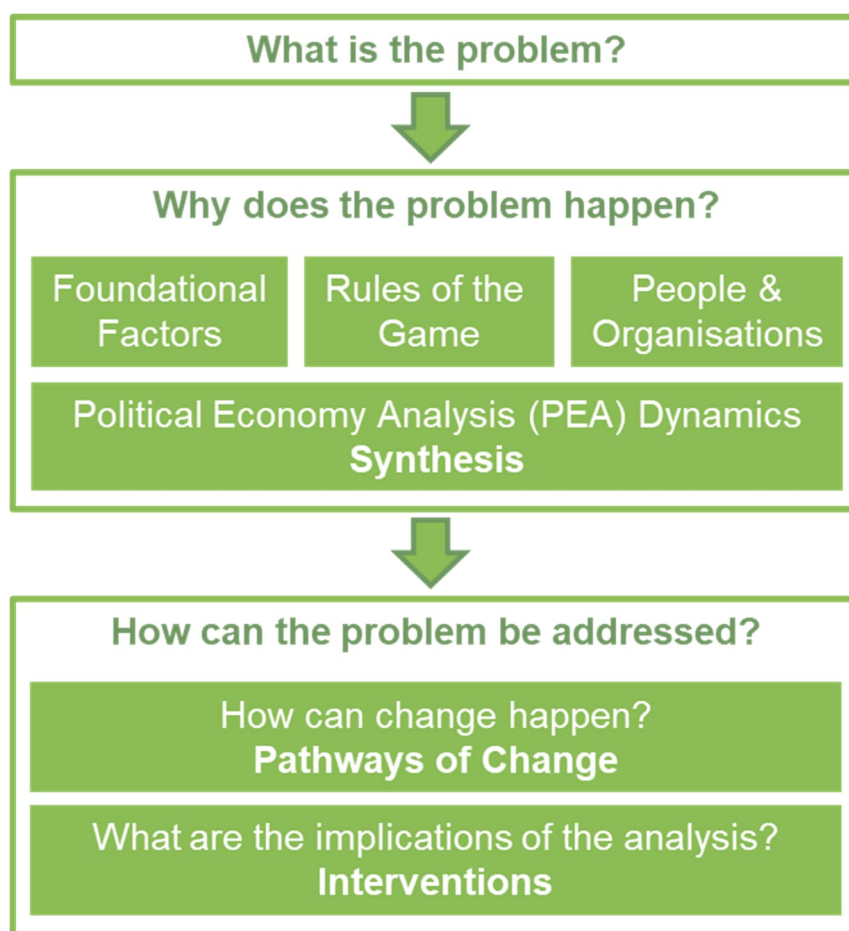 What is the problem?
Why does the problem happen?
Foundational
Factors
Rules of the
Game
People &
Organisations
Political Economy Analysis (PEA) Dynamics
Synthesis
How can the problem be addressed?
How can change happen?
Pathways of Change
What are the implications of the analysis?
Interventions